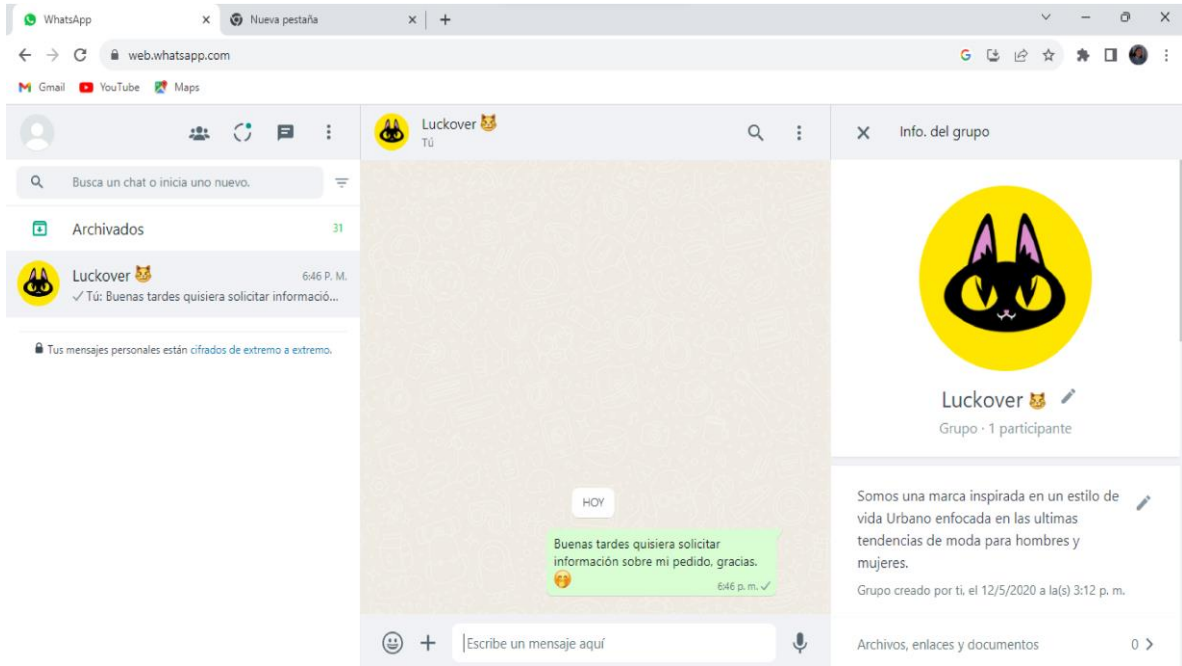 WhatsApp
Nueva pestaña
web.whatsapp.com
Gmail
YouTube
Maps
Busca un chat o inicia uno nuevo.
Archivados
31
Luckover
6:46 P. M.
Tú: Buenas tardes quisiera solicitar informació...
Tus mensajes personales están cifrados de extremo a extremo.
Luckover
Tú
HOY
Buenas tardes quisiera solicitar
información sobre mi pedido, gracias.
6:46 p. m.
Escribe un mensaje aquí
Info. del grupo
Luckover
Grupo · 1 participante
Somos una marca inspirada en un estilo de
vida Urbano enfocada en las ultimas
tendencias de moda para hombres y
mujeres.
Grupo creado por ti, el 12/5/2020 a la(s) 3:12 p. m.
Archivos, enlaces y documentos
0